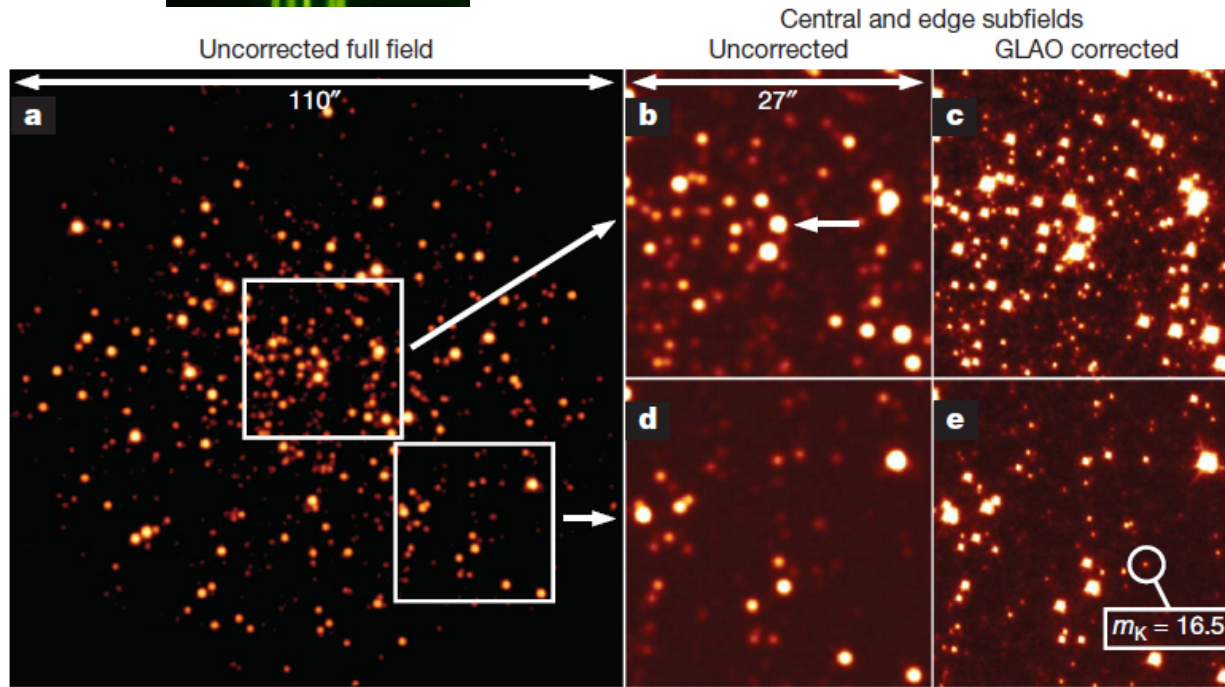 Central and edge subfields
Uncorrected full field
Uncorrected
GLAO corrected
110″
27″
a
b
c
d
e
mK = 16.5